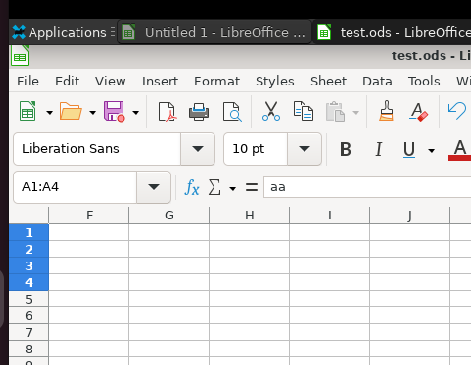 Applications
Untitled 1 - LibreOffice ...
test.ods - LibreOffice
test.ods - Li
File Edit View Insert Format Styles Sheet Data Tools
Liberation Sans 10 pt B I U A
A1:A4 fx Σ = aa
F G H I J
1
2
3
4
5
6
7
8